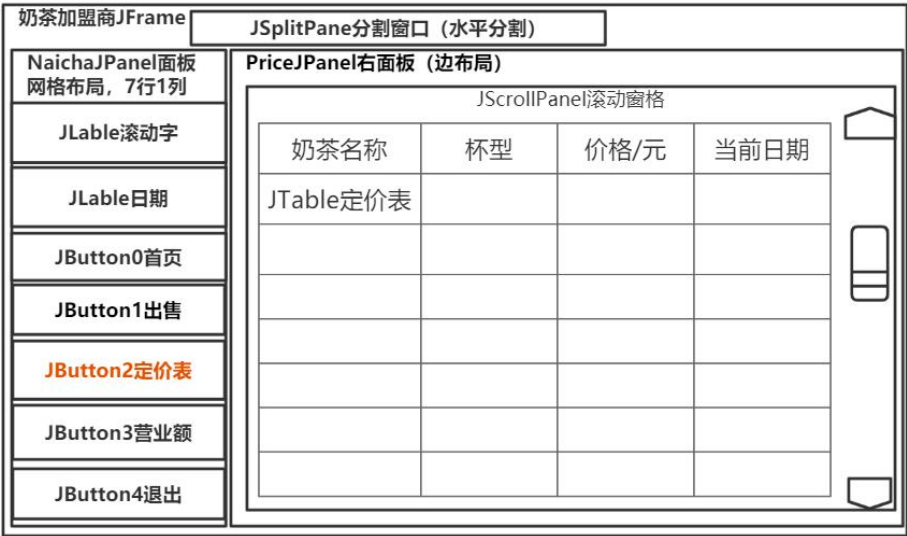 奶茶加盟商JFrame
JSplitPane分割窗口（水平分割）
NaichaJPanel面板
网格布局，7行1列
JLable滚动字
JLable日期
JButton0首页
JButton1出售
JButton2定价表
JButton3营业额
JButton4退出
PriceJPanel右面板（边布局）
JScrollPanel滚动窗格
奶茶名称 杯型 价格/元 当前日期
JTable定价表